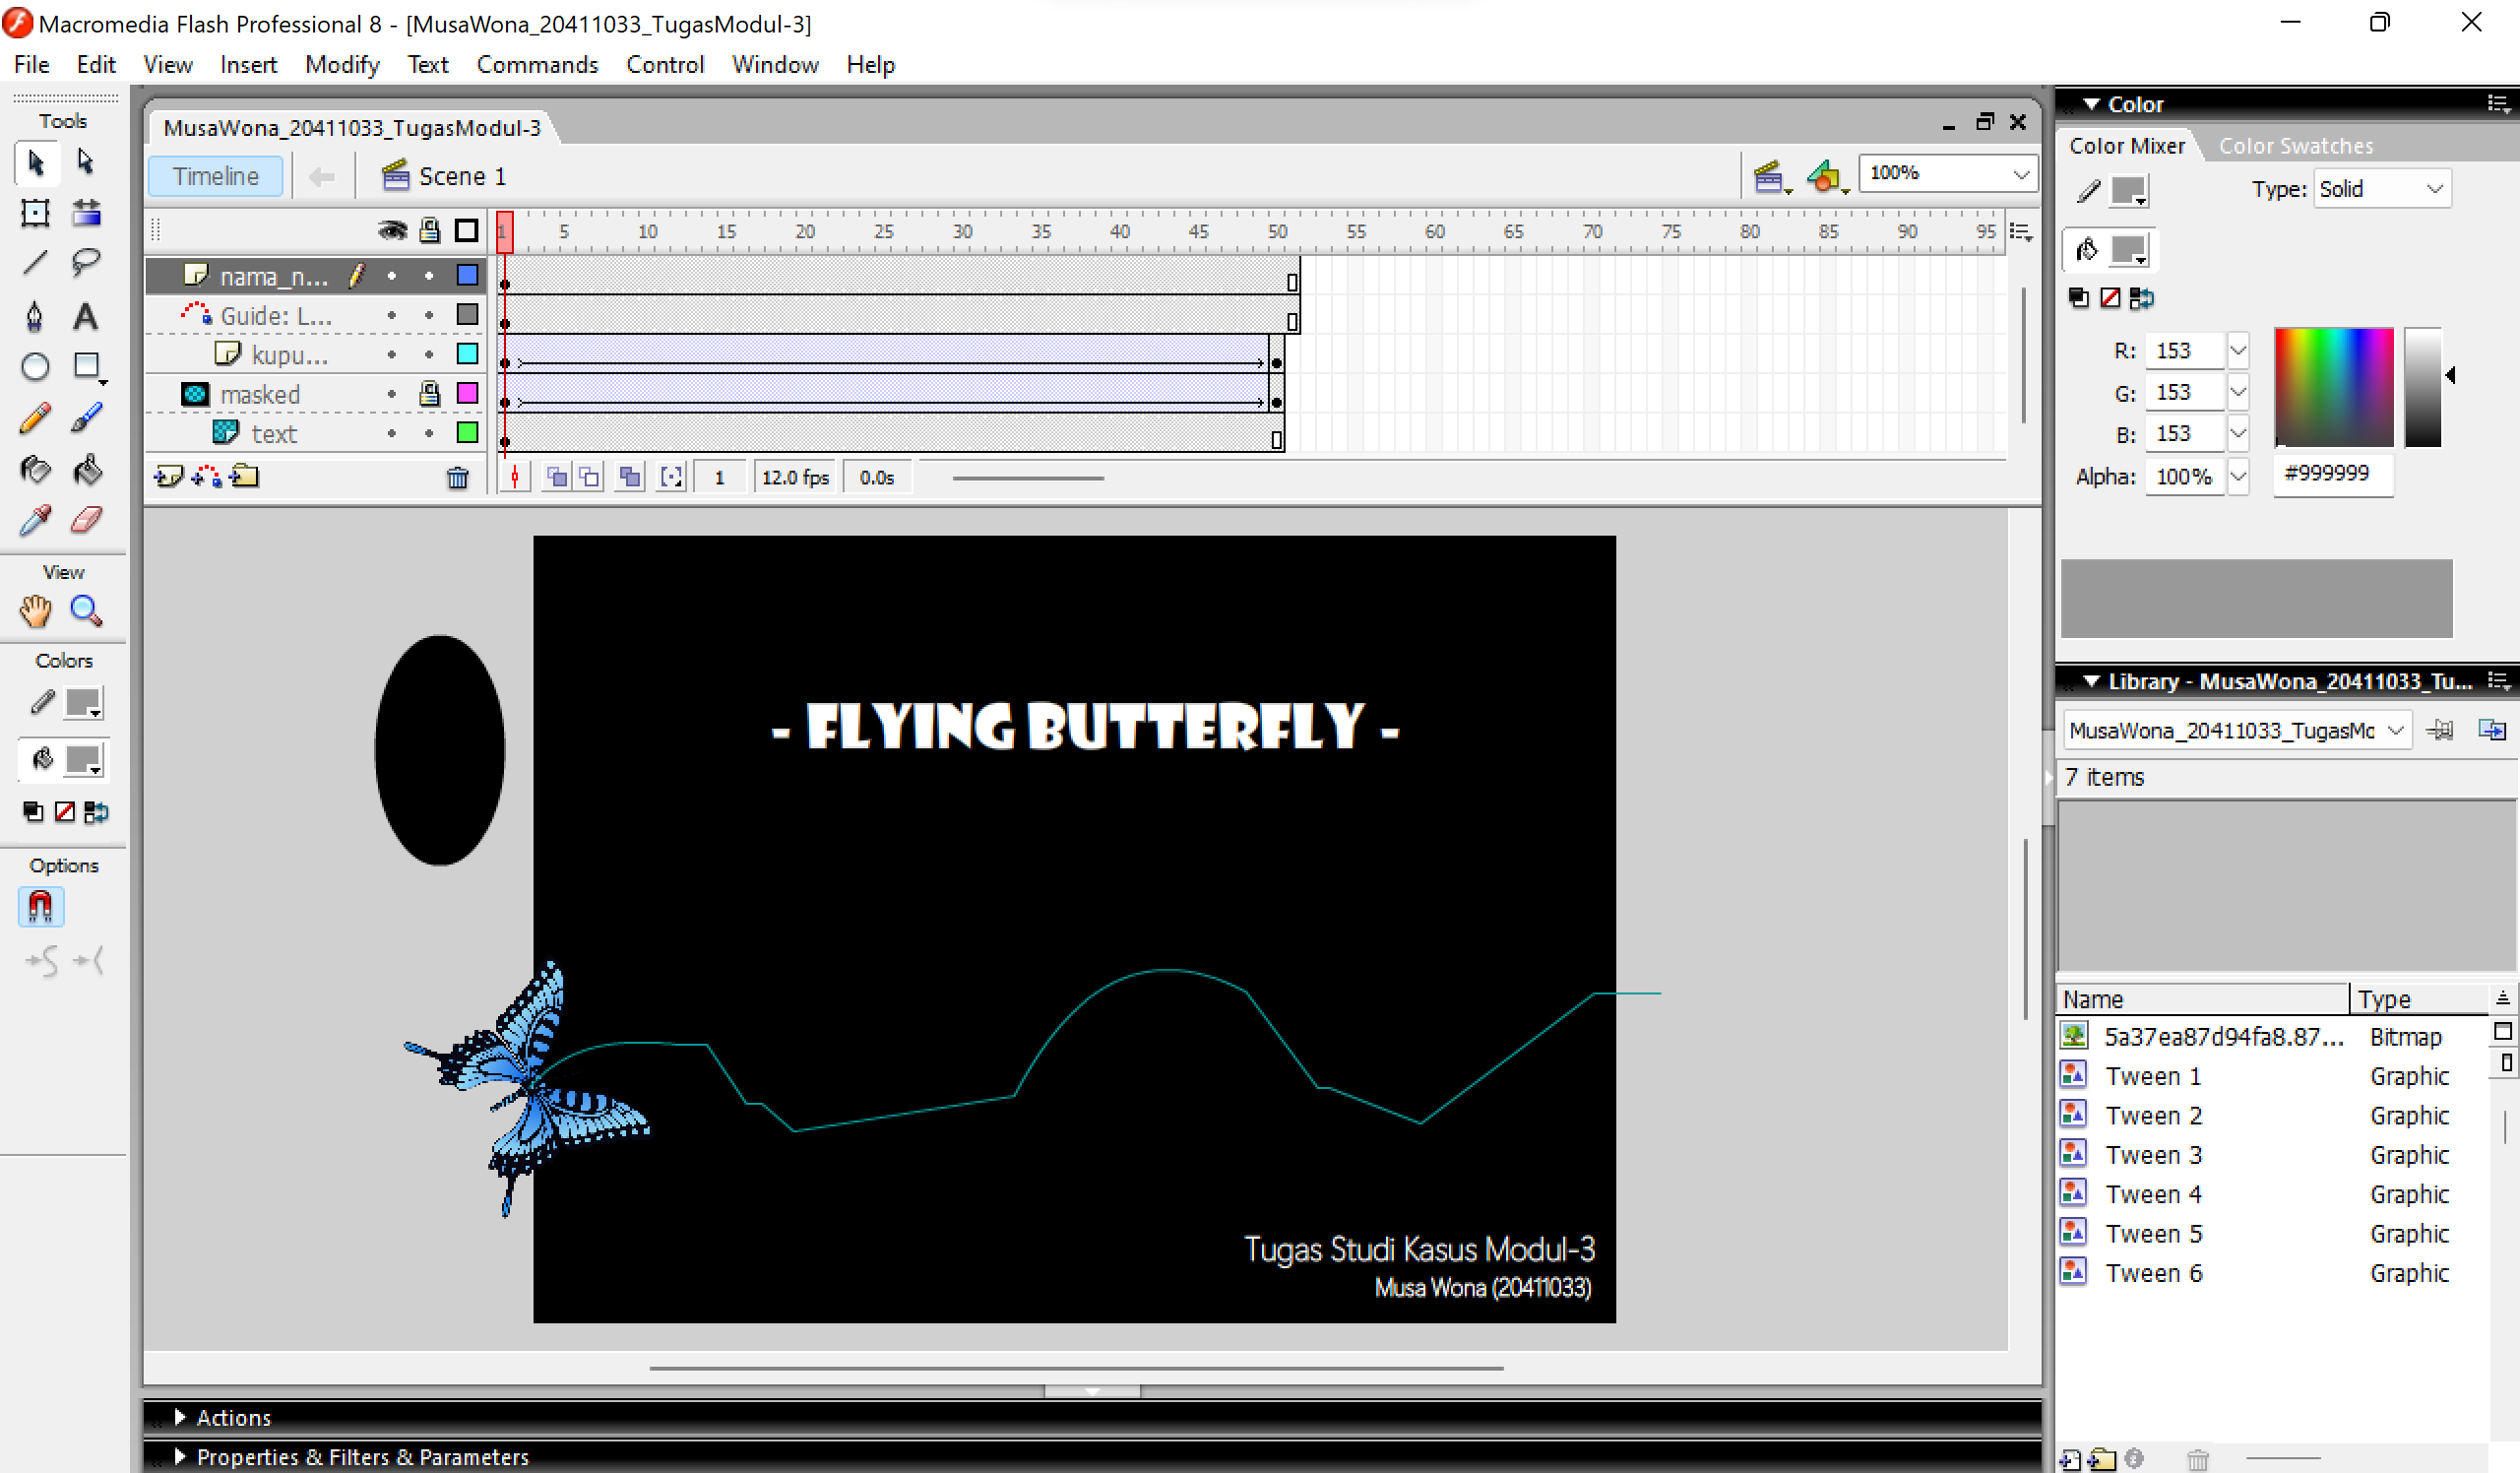 Macromedia Flash Professional 8 - [MusaWona_20411033_TugasModul-3]
File Edit View Insert Modify Text Commands Control Window Help
Tools
MusaWona_20411033_TugasModul-3
Timeline
Scene 1
100%
1 5 10 15 20 25 30 35 40 45 50 55 60 65 70 75 80 85 90 95
nama_n...
Guide: L...
kupu...
masked
text
1 12.0 fps 0.0s
View
Colors
Options
- FLYING BUTTERFLY -
Tugas Studi Kasus Modul-3
Musa Wona (20411033)
Actions
Properties & Filters & Parameters
Color
Color Mixer Color Swatches
Type: Solid
R: 153
G: 153
B: 153
Alpha: 100% #999999
Library - MusaWona_20411033_Tu...
MusaWona_20411033_TugasMo
7 items
Name Type
5a37ea87d94fa8.87... Bitmap
Tween 1 Graphic
Tween 2 Graphic
Tween 3 Graphic
Tween 4 Graphic
Tween 5 Graphic
Tween 6 Graphic